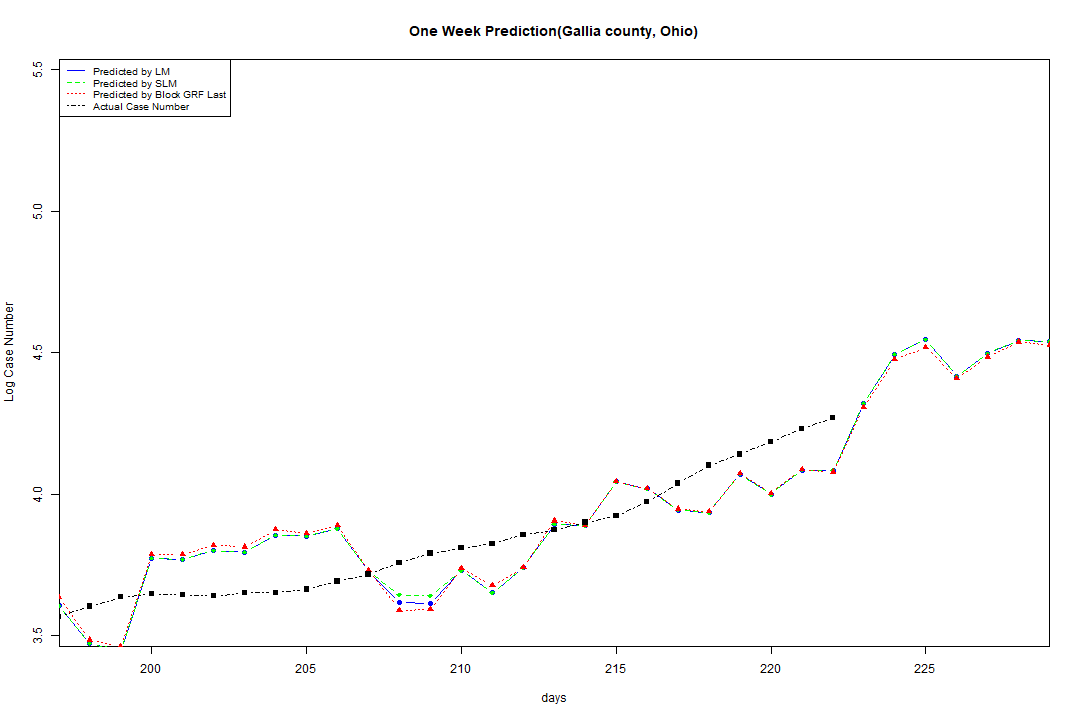 One Week Prediction(Gallia county, Ohio)
Predicted by LM
Predicted by SLM
Predicted by Block GRF Last
Actual Case Number
5.5
5.0
4.5
4.0
3.5
Log Case Number
200 205 210 215 220 225
days